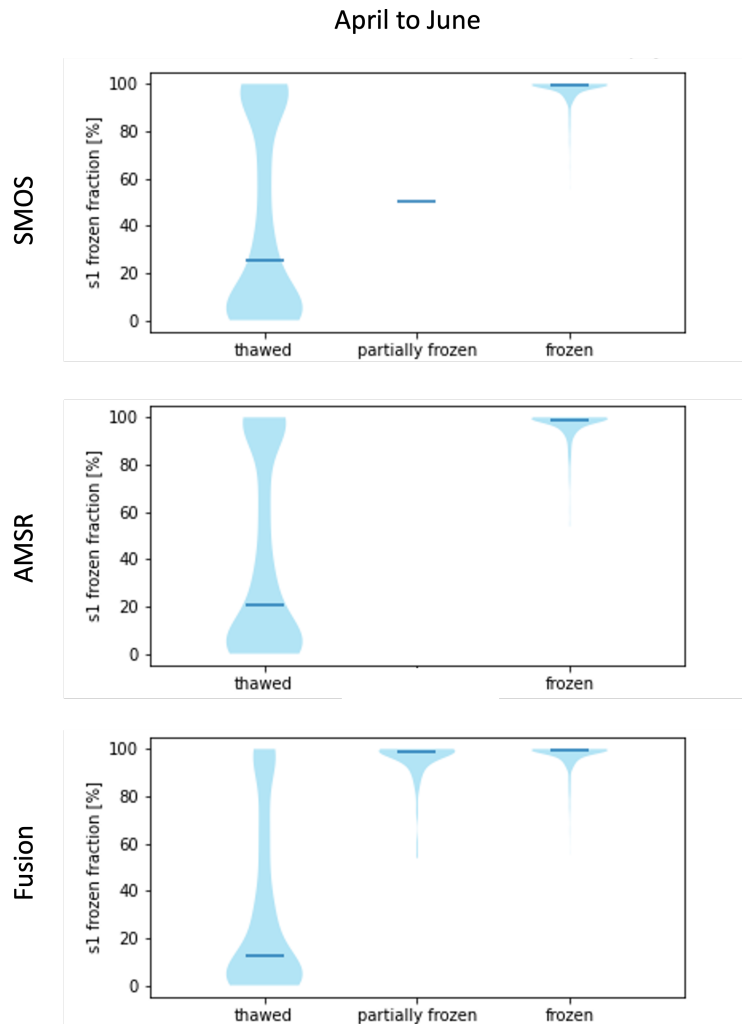 April to June
SMOS
s1 frozen fraction [%]
100
80
60
40
20
0
thawed partially frozen frozen
AMSR
s1 frozen fraction [%]
100
80
60
40
20
0
thawed frozen
Fusion
s1 frozen fraction [%]
100
80
60
40
20
0
thawed partially frozen frozen